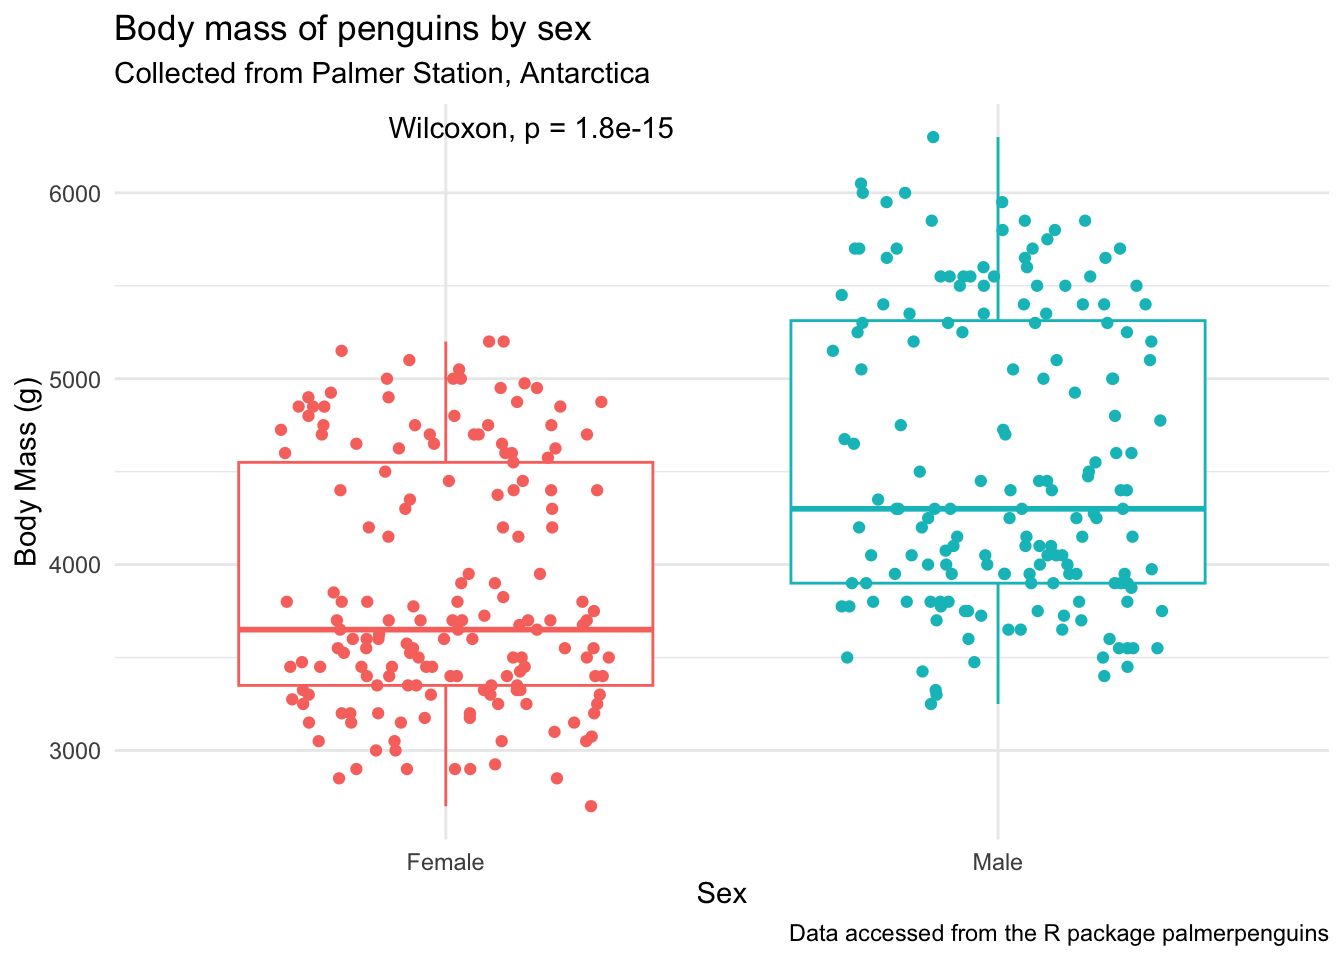 Body mass of penguins by sex
Collected from Palmer Station, Antarctica
Wilcoxon, p = 1.8e-15
Body Mass (g)
6000
5000
4000
3000
Female
Male
Sex
Data accessed from the R package palmerpenguins